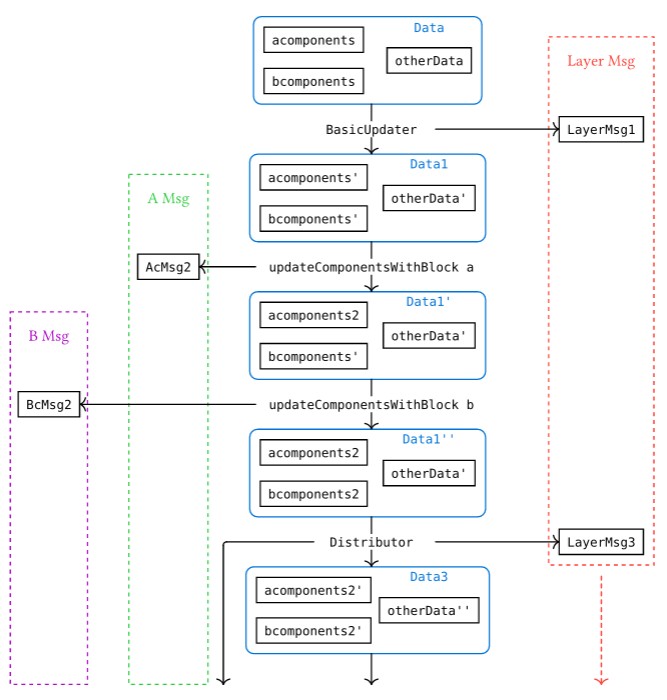 Data
acomponents
otherData
bcomponents
Layer Msg
BasicUpdater
LayerMsg1
Data1
acomponents'
otherData'
bcomponents'
A Msg
AcMsg2
updateComponentsWithBlock a
Data1'
acomponents2
otherData'
bcomponents'
B Msg
BcMsg2
updateComponentsWithBlock b
Data1''
acomponents2
otherData'
bcomponents2
Distributor
LayerMsg3
Data3
acomponents2'
otherData''
bcomponents2'